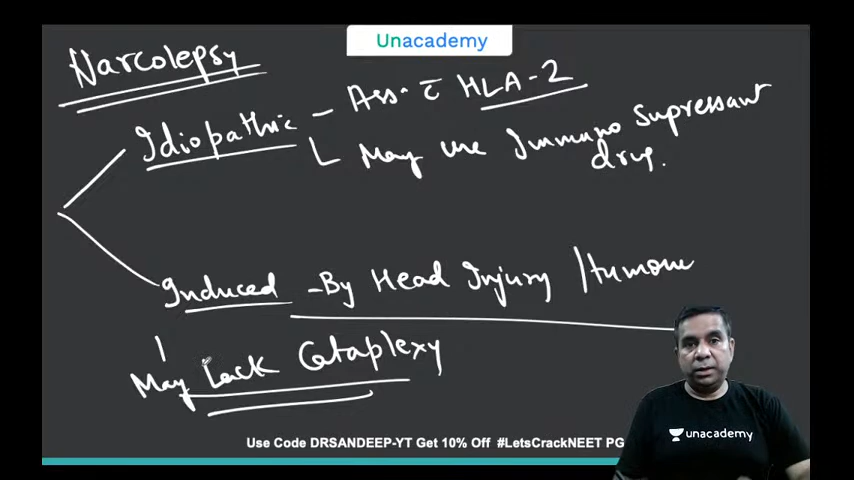 Unacademy
Narcolepsy
Idiopathic - Ass. c̄ HLA-2
May use Immuno Supressant
drug.
Induced - By Head Injury / tumour
May Lack Cataplexy
unacademy
Use Code DRSANDEEP-YT Get 10% Off #LetsCrackNEET PG